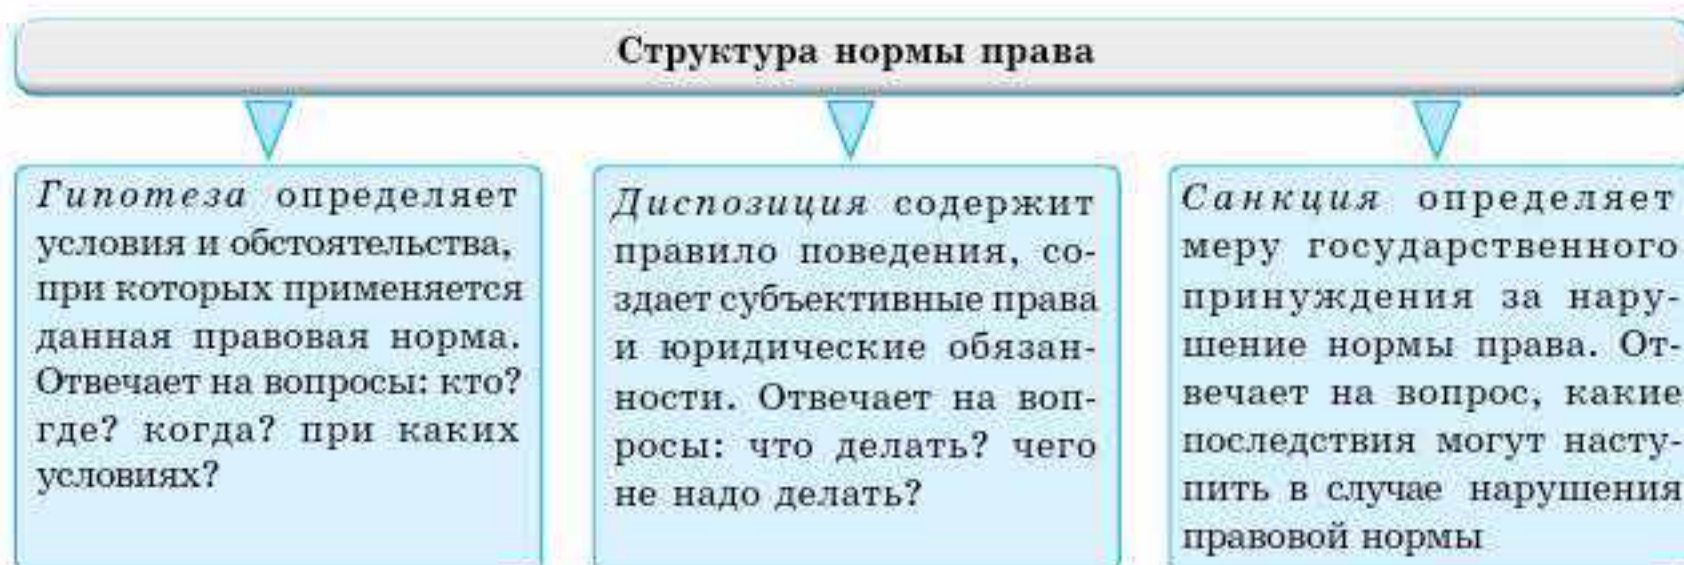 Структура нормы права
Гипотеза определяет
условия и обстоятельства,
при которых применяется
данная правовая норма.
Отвечает на вопросы: кто?
где? когда? при каких
условиях?
Диспозиция содержит
правило поведения, со-
здает субъективные права
и юридические обязан-
ности. Отвечает на воп-
росы: что делать? чего
не надо делать?
Санкция определяет
меру государственного
принуждения за нару-
шение нормы права. От-
вечает на вопрос, какие
последствия могут насту-
пить в случае нарушения
правовой нормы